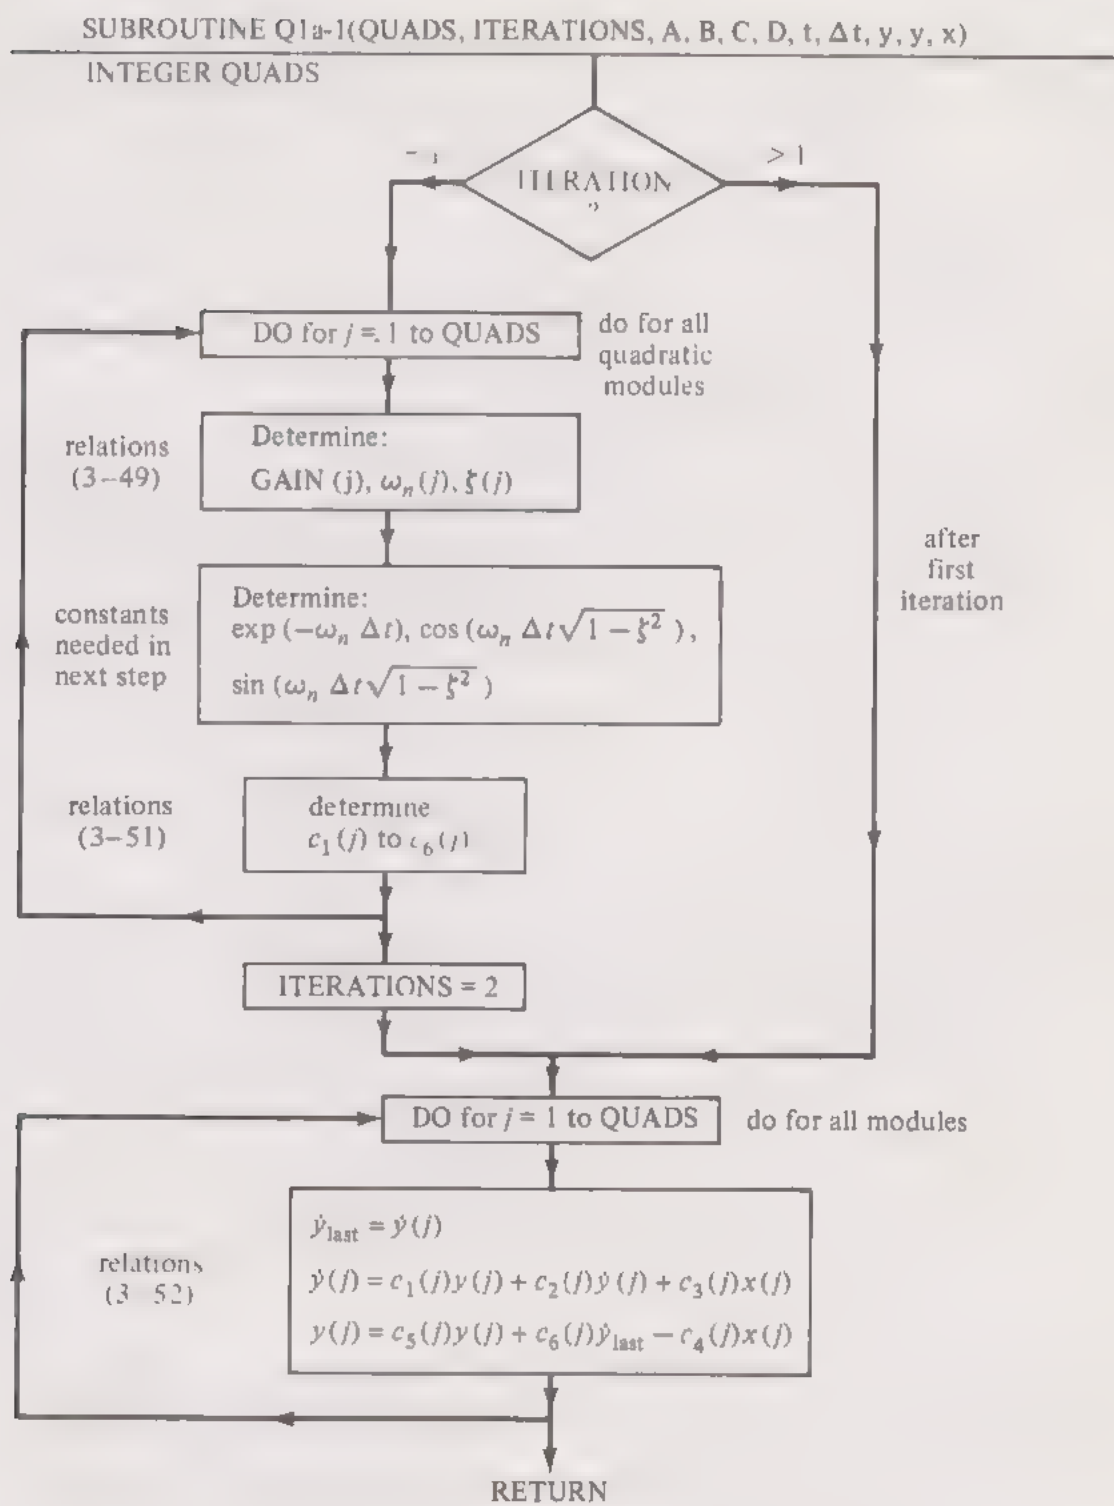 SUBROUTINE Q1a-1(QUADS, ITERATIONS, A, B, C, D, t, Δt, y, y, x)
INTEGER QUADS
> 1
ITERATION
?
DO for j = 1 to QUADS
do for all
quadratic
modules
relations
(3–49)
Determine:
GAIN (j), ωₙ(j), ζ(j)
after
first
iteration
constants
needed in
next step
Determine:
exp (−ωₙ Δt), cos (ωₙ Δt√1 − ζ² ),
sin (ωₙ Δt√1 − ζ² )
relations
(3–51)
determine
c₁(j) to c₆(j)
ITERATIONS = 2
DO for j = 1 to QUADS
do for all modules
relations
(3 52)
ẏlast = ẏ(j)
ẏ(j) = c₁(j)y(j) + c₂(j)ẏ(j) + c₃(j)x(j)
y(j) = c₅(j)y(j) + c₆(j)ẏlast − c₄(j)x(j)
RETURN